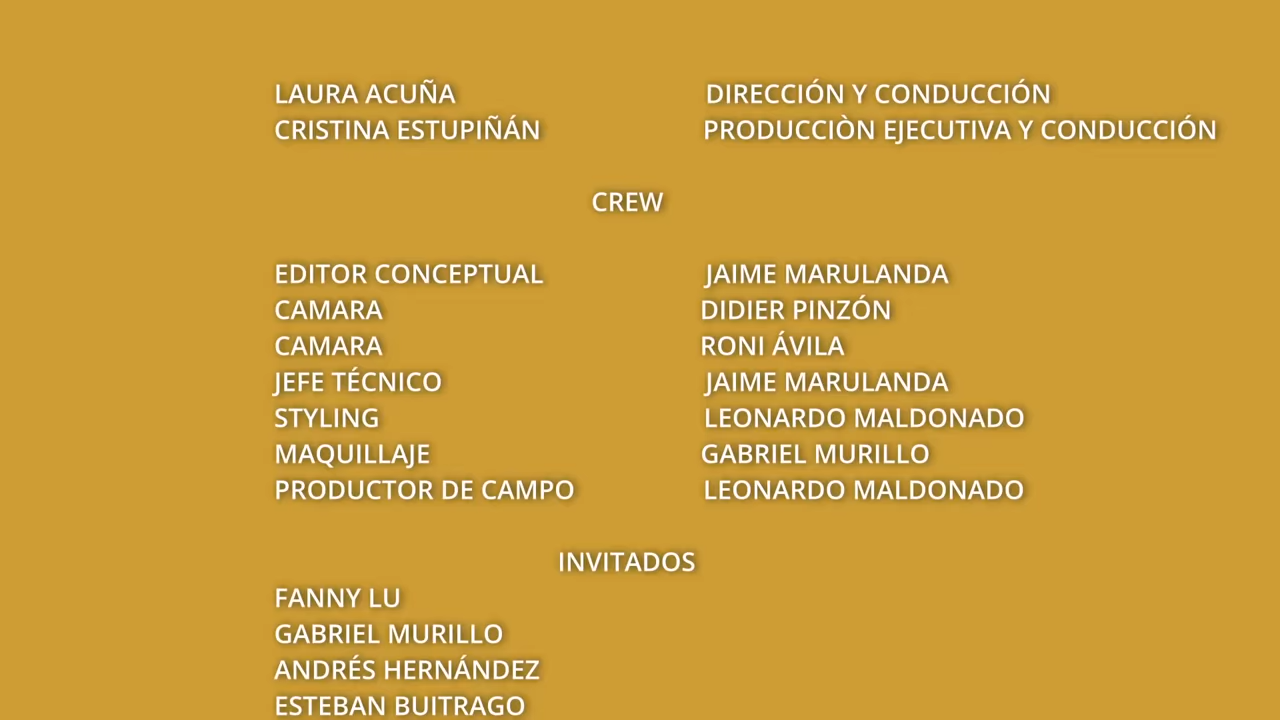 LAURA ACUÑA DIRECCIÓN Y CONDUCCIÓN
CRISTINA ESTUPIÑÁN PRODUCCIÒN EJECUTIVA Y CONDUCCIÓN
CREW
EDITOR CONCEPTUAL JAIME MARULANDA
CAMARA DIDIER PINZÓN
CAMARA RONI ÁVILA
JEFE TÉCNICO JAIME MARULANDA
STYLING LEONARDO MALDONADO
MAQUILLAJE GABRIEL MURILLO
PRODUCTOR DE CAMPO LEONARDO MALDONADO
INVITADOS
FANNY LU
GABRIEL MURILLO
ANDRÉS HERNÁNDEZ
ESTEBAN BUITRAGO